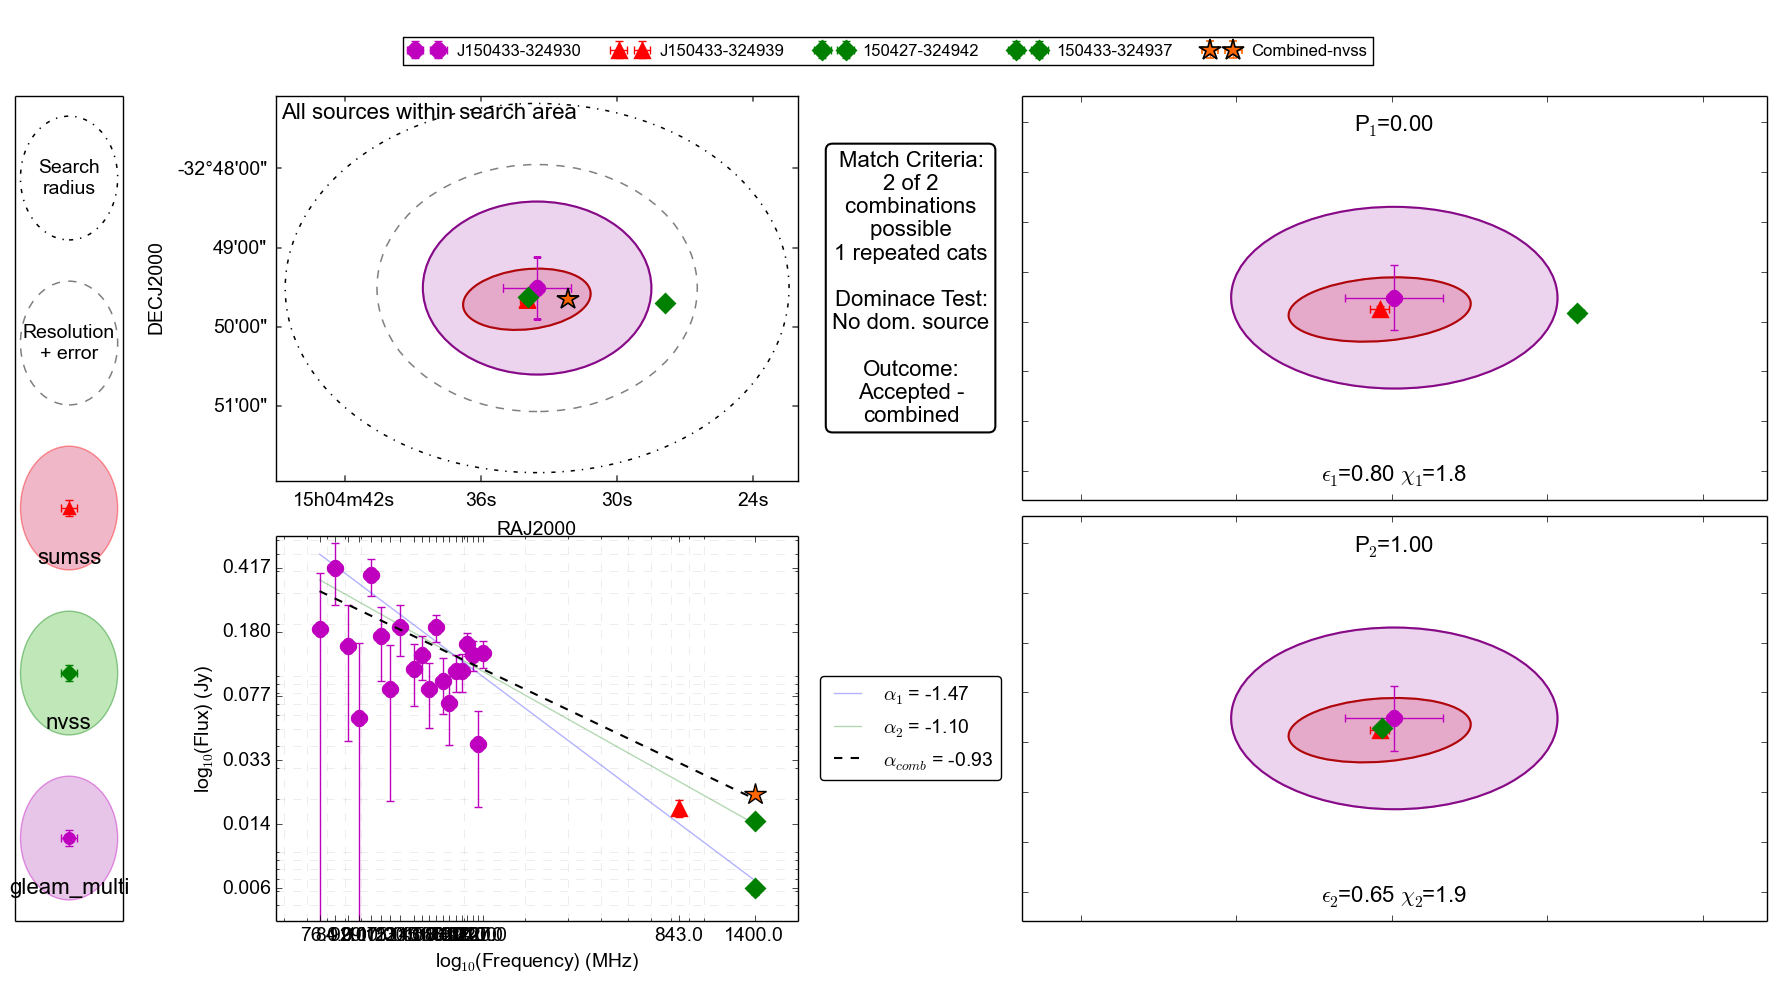 J150433-324930
J150433-324939
150427-324942
150433-324937
Combined-nvss
Search
radius
Resolution
+ error
sumss
nvss
gleam_multi
All sources within search area
DECJ2000
-32°48'00"
49'00"
50'00"
51'00"
15h04m42s
36s
30s
24s
RAJ2000
Match Criteria:
2 of 2
combinations
possible
1 repeated cats
Dominace Test:
No dom. source
Outcome:
Accepted -
combined
P1=0.00
ϵ1=0.80 χ1=1.8
P2=1.00
ϵ2=0.65 χ2=1.9
log10(Flux) (Jy)
0.417
0.180
0.077
0.033
0.014
0.006
843.0
1400.0
log10(Frequency) (MHz)
α1 = -1.47
α2 = -1.10
αcomb = -0.93